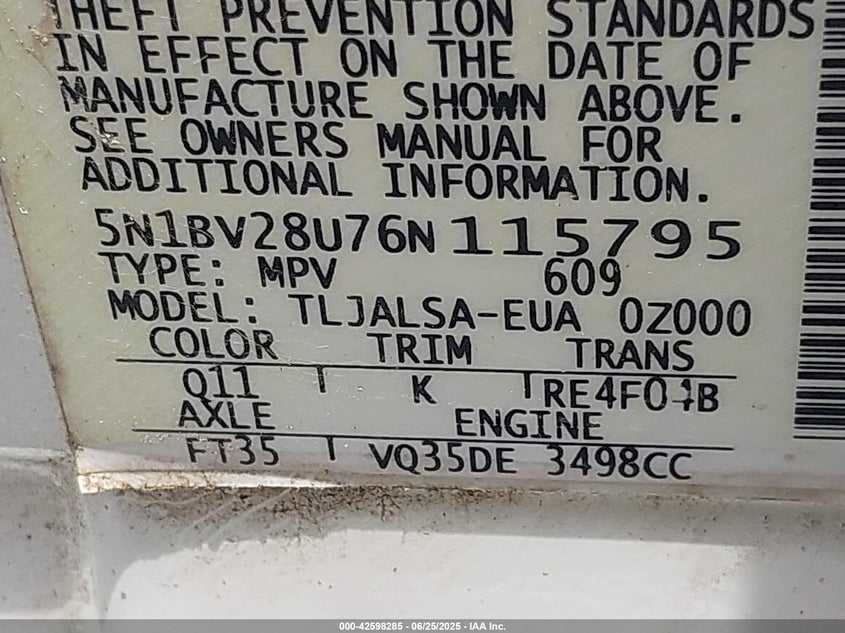 THEFT PREVENTION STANDARDS
IN EFFECT ON THE DATE OF
MANUFACTURE SHOWN ABOVE.
SEE OWNERS MANUAL FOR
ADDITIONAL INFORMATION.
5N1BV28U76N115795
TYPE: MPV 609
MODEL: TLJALSA-EUA 0Z000
COLOR TRIM TRANS
Q11 K RE4F04B
AXLE ENGINE
FT35 VQ35DE 3498CC
000-42598285 - 06/25/2025 - IAA Inc.